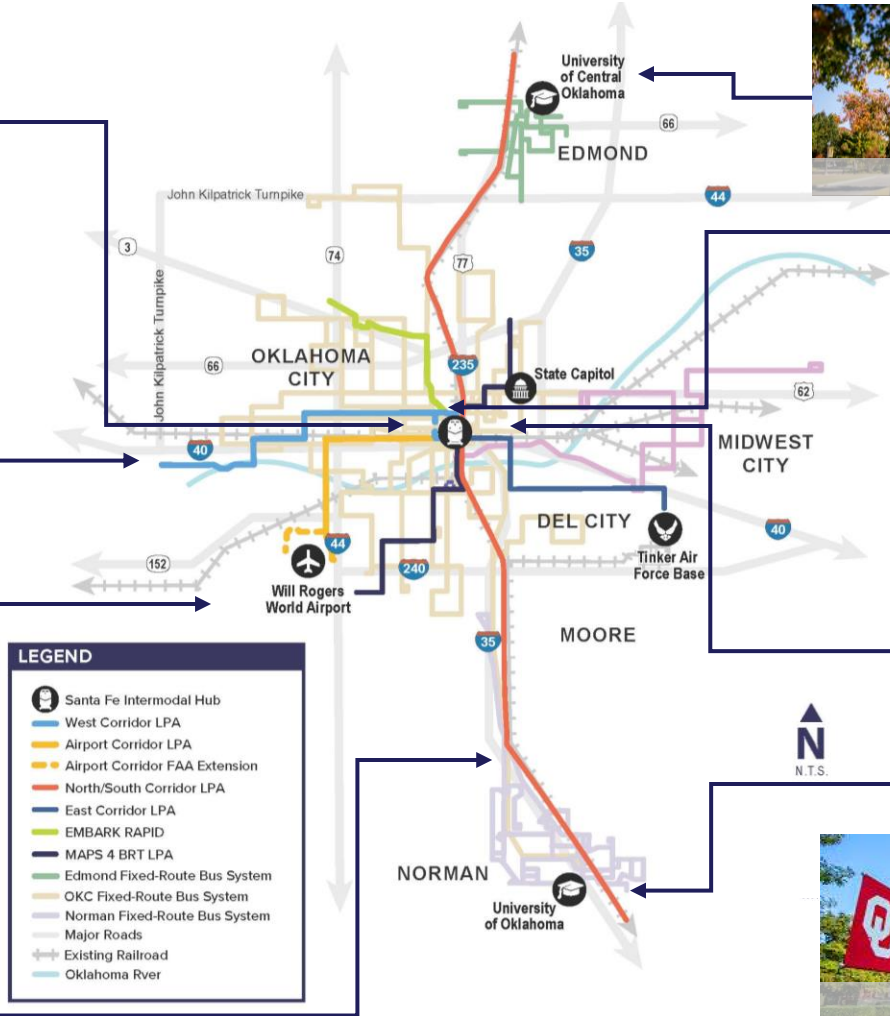 University
of Central
Oklahoma
66
EDMOND
John Kilpatrick Turnpike
44
3
74
77
35
John Kilpatrick Turnpike
OKLAHOMA
CITY
66
235
State Capitol
62
MIDWEST
CITY
40
DEL CITY
40
44
152
Will Rogers
World Airport
240
Tinker Air
Force Base
MOORE
35
LEGEND
Santa Fe Intermodal Hub
West Corridor LPA
Airport Corridor LPA
Airport Corridor FAA Extension
North/South Corridor LPA
East Corridor LPA
EMBARK RAPID
MAPS 4 BRT LPA
Edmond Fixed-Route Bus System
OKC Fixed-Route Bus System
Norman Fixed-Route Bus System
Major Roads
Existing Railroad
Oklahoma Rver
N
N.T.S.
NORMAN
University
of Oklahoma